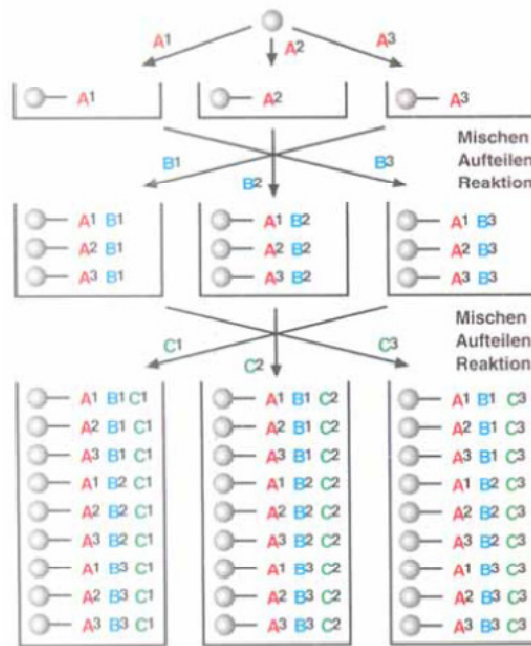 A1 A2 A3
A1 A2 A3
Mischen
B1 B2 B3 Aufteilen
Reaktion
A1 B1 A1 B2 A1 B3
A2 B1 A2 B2 A2 B3
A3 B1 A3 B2 A3 B3
Mischen
C1 C2 C3 Aufteilen
Reaktion
A1 B1 C1 A1 B1 C2 A1 B1 C3
A2 B1 C1 A2 B1 C2 A2 B1 C3
A3 B1 C1 A3 B1 C2 A3 B1 C3
A1 B2 C1 A1 B2 C2 A1 B2 C3
A2 B2 C1 A2 B2 C2 A2 B2 C3
A3 B2 C1 A3 B2 C2 A3 B2 C3
A1 B3 C1 A1 B3 C2 A1 B3 C3
A2 B3 C1 A2 B3 C2 A2 B3 C3
A3 B3 C1 A3 B3 C2 A3 B3 C3